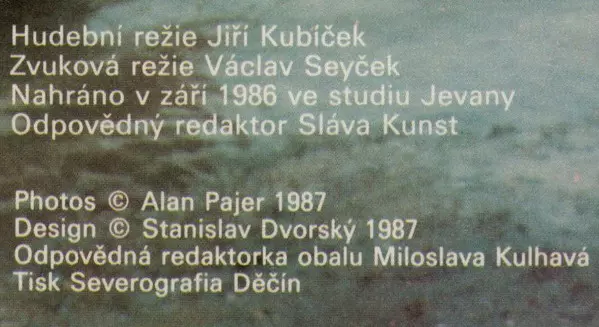 Hudební režie Jiří Kubíček
Zvuková režie Václav Seyček
Nahráno v září 1986 ve studiu Jevany
Odpovědný redaktor Sláva Kunst
Photos © Alan Pajer 1987
Design © Stanislav Dvorský 1987
Odpovědná redaktorka obalu Miloslava Kulhavá
Tisk Severografia Děčín